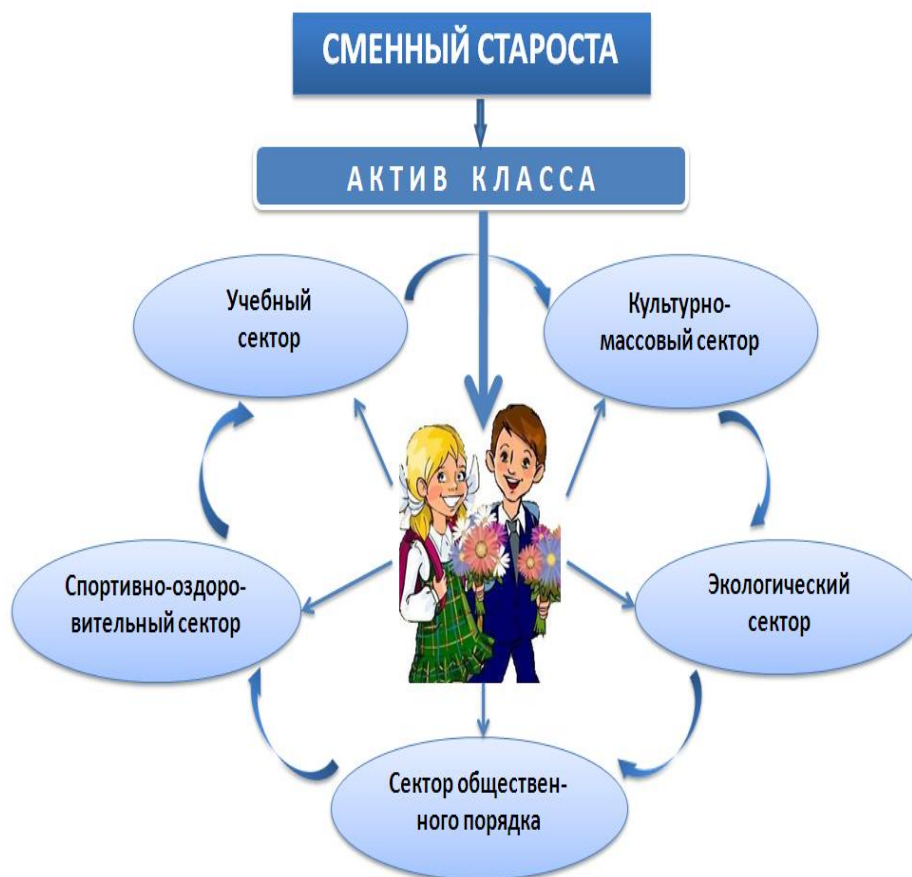 СМЕННЫЙ СТАРОСТА
АКТИВ КЛАССА
Учебный
сектор
Культурно-
массовый сектор
Спортивно-оздоро-
вительный сектор
Экологический
сектор
Сектор обществен-
ного порядка